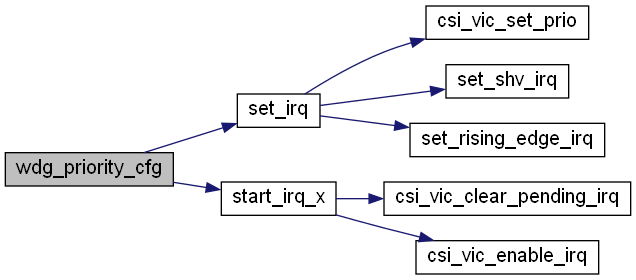 csi_vic_set_prio
set_shv_irq
set_irq
set_rising_edge_irq
wdg_priority_cfg
start_irq_x
csi_vic_clear_pending_irq
csi_vic_enable_irq